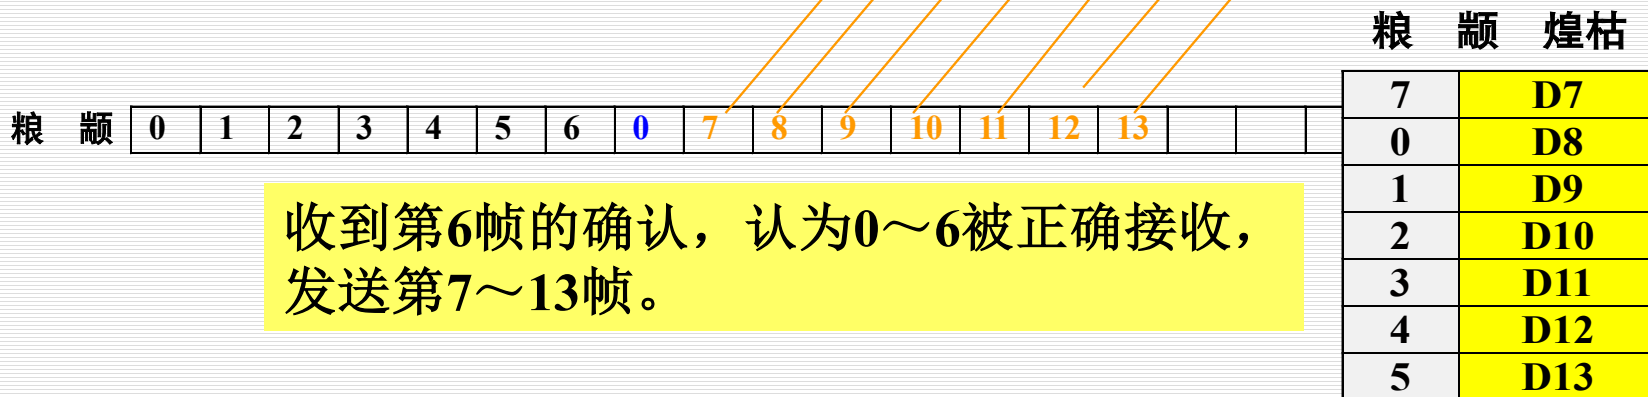 粮 颛 煌枯
7 D7
粮 颛 0 1 2 3 4 5 6 0 7 8 9 10 11 12 13
0 D8
1 D9
收到第6帧的确认，认为0～6被正确接收，
2 D10
发送第7～13帧。
3 D11
4 D12
5 D13